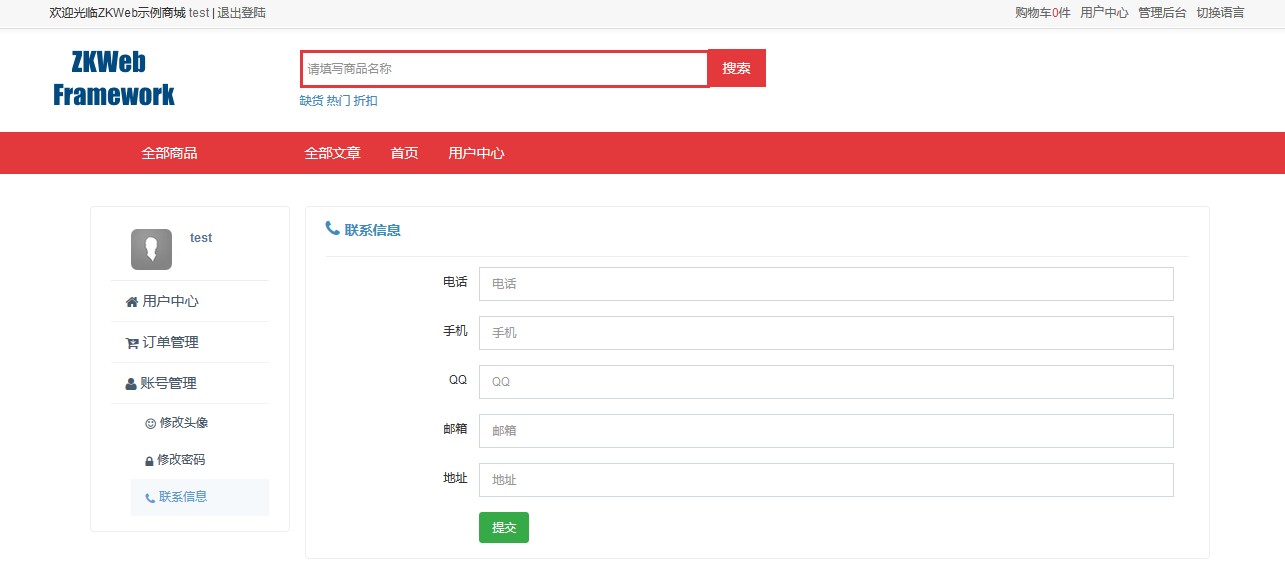 欢迎光临ZKWeb示例商城 test | 退出登陆
购物车0件 用户中心 管理后台 切换语言
ZKWeb
Framework
请填写商品名称 搜索
缺货 热门 折扣
全部商品 全部文章 首页 用户中心
test
用户中心
订单管理
账号管理
修改头像
修改密码
联系信息
联系信息
电话 电话
手机 手机
QQ QQ
邮箱 邮箱
地址 地址
提交